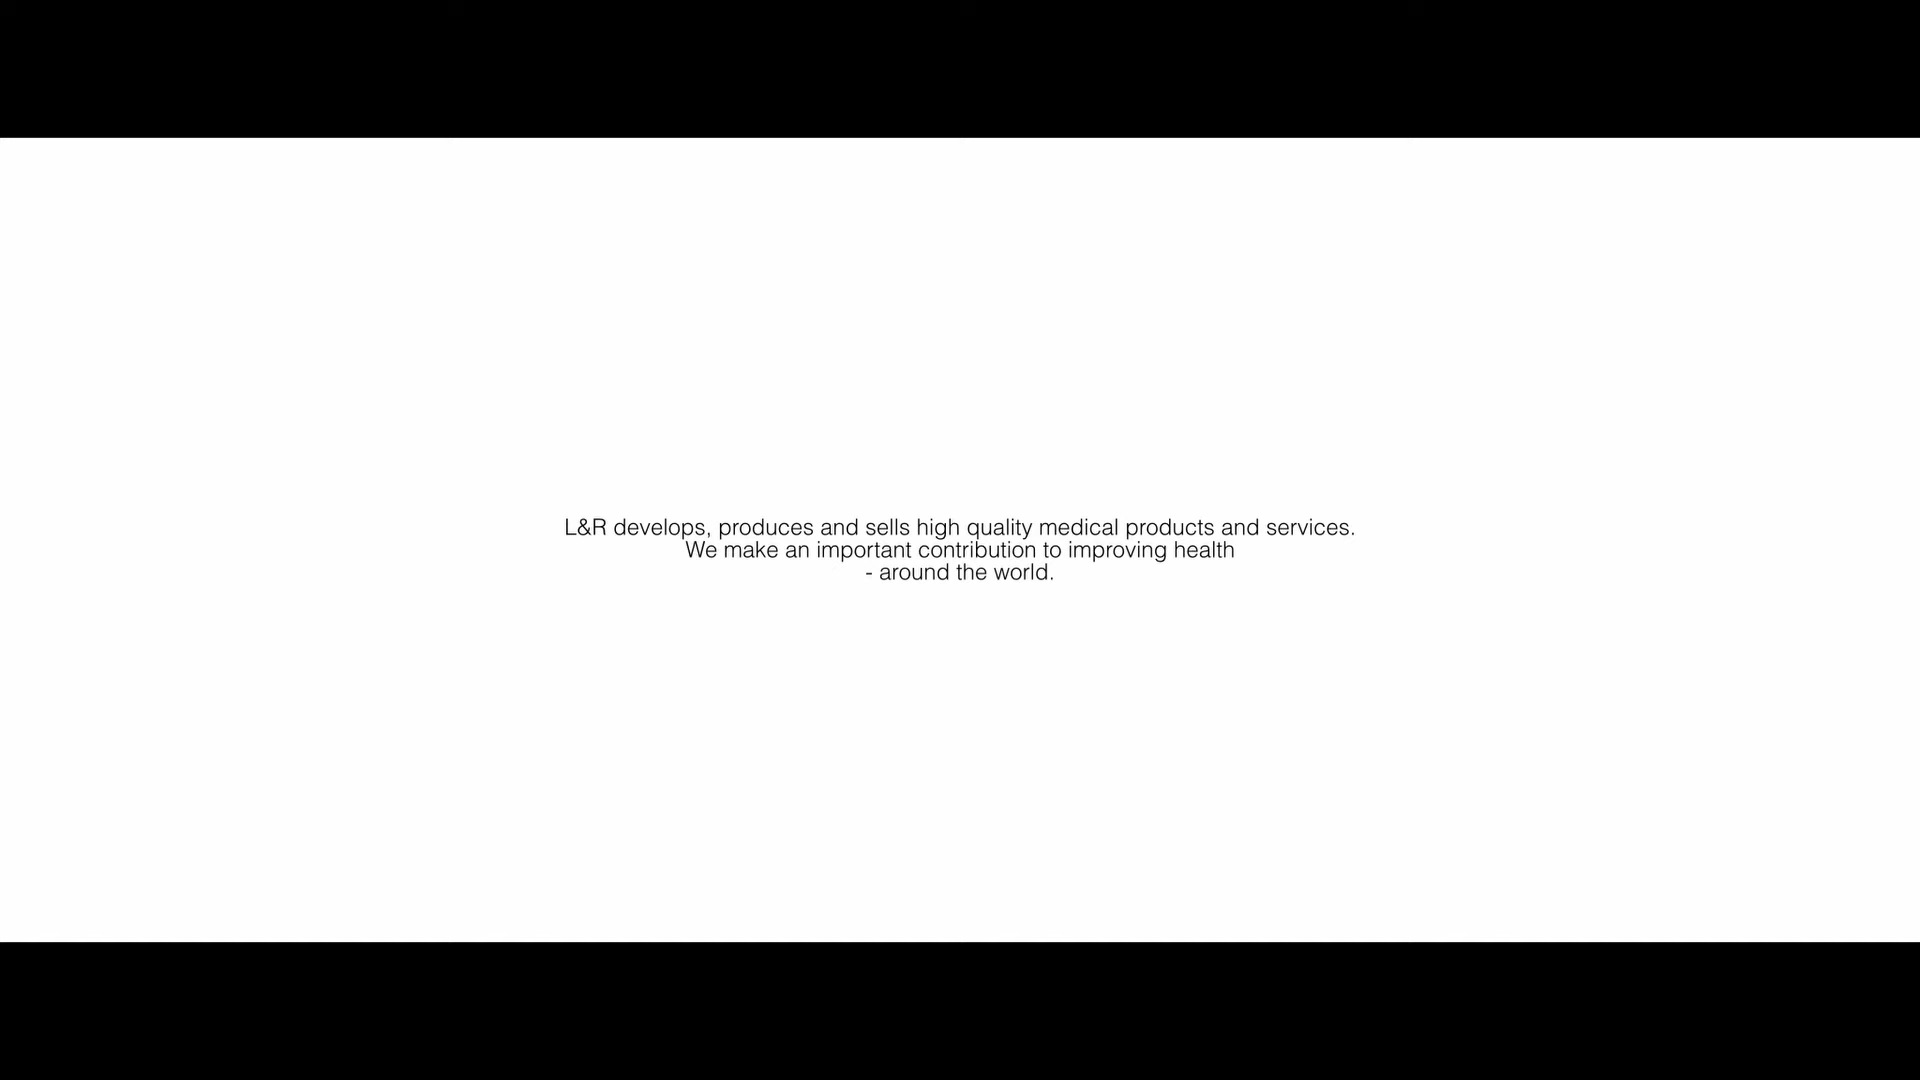 L&R develops, produces and sells high quality medical products and services.
We make an important contribution to improving health
- around the world.